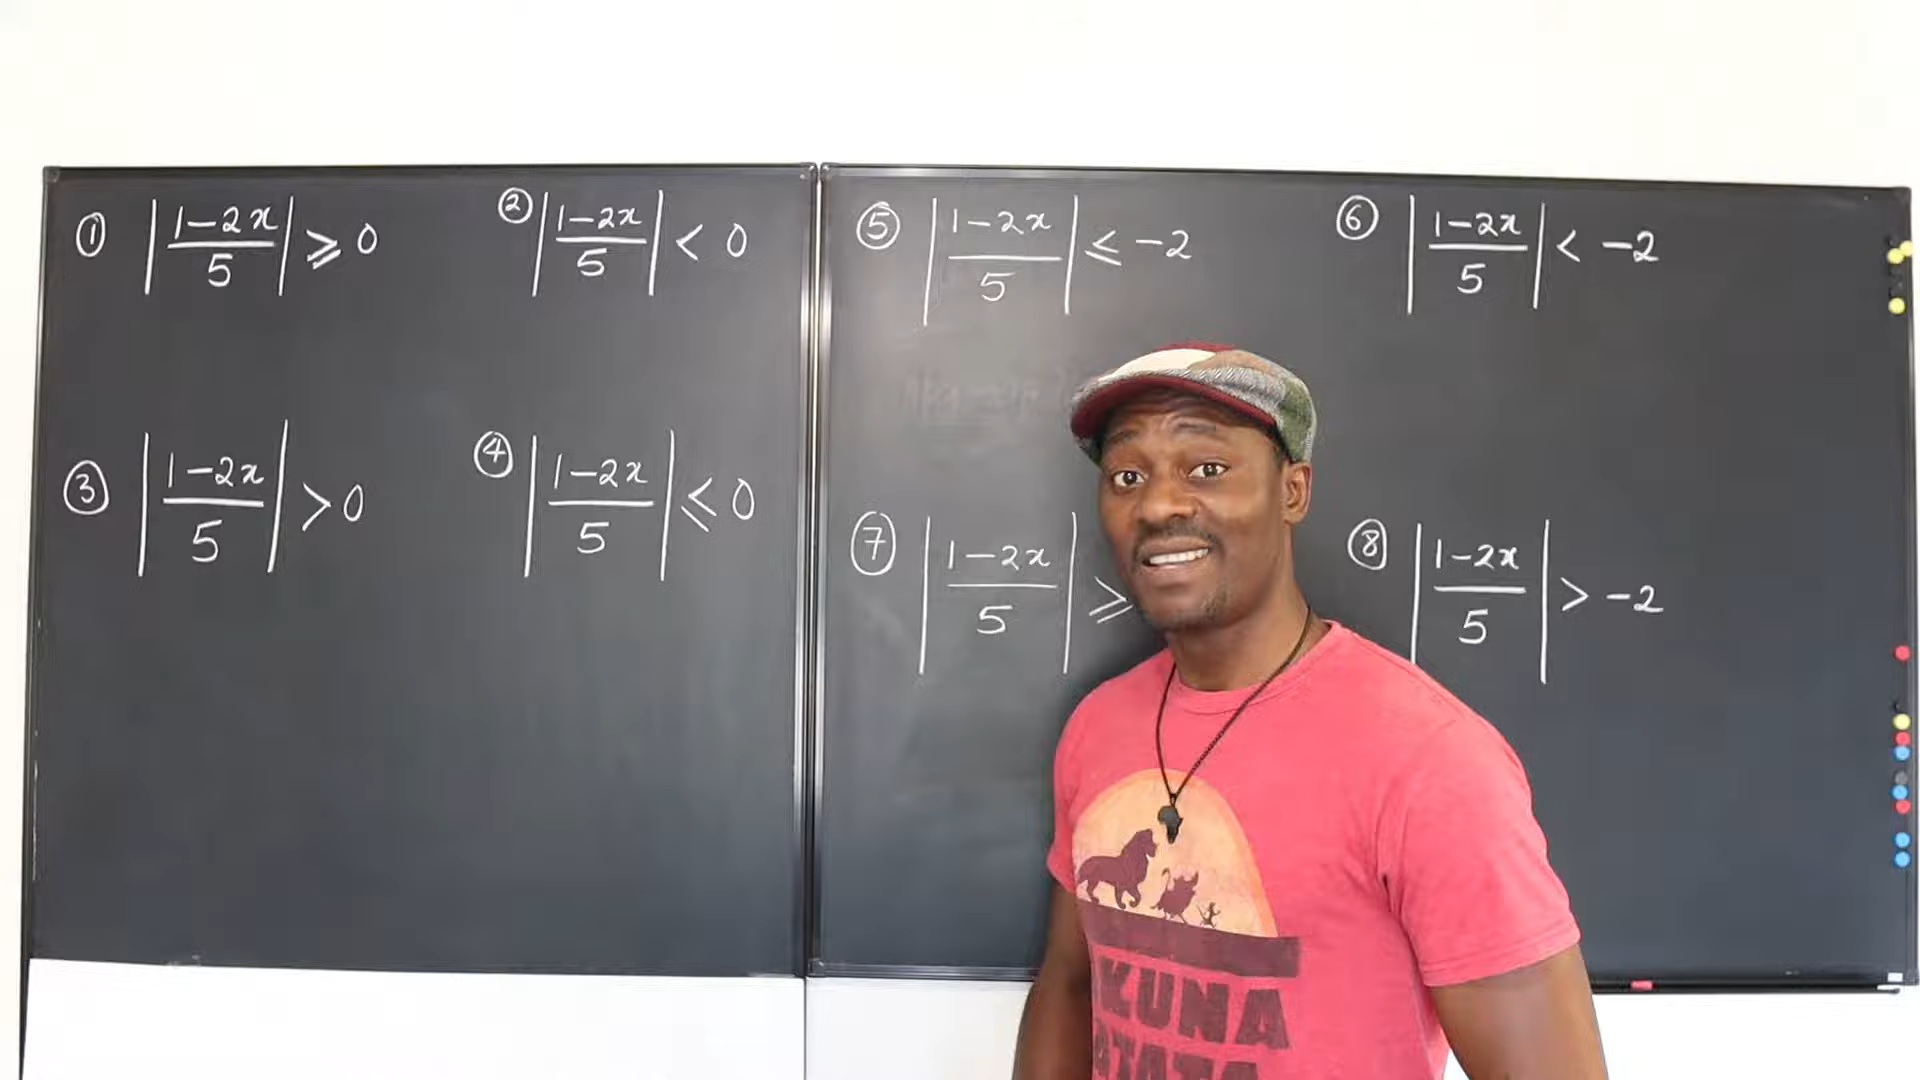 ① |1-2x/5| ⩾ 0
② |1-2x/5| < 0
③ |1-2x/5| > 0
④ |1-2x/5| ⩽ 0
⑤ |1-2x/5| ⩽ -2
⑥ |1-2x/5| < -2
⑦ |1-2x/5| ⩾
⑧ |1-2x/5| > -2
KUNA